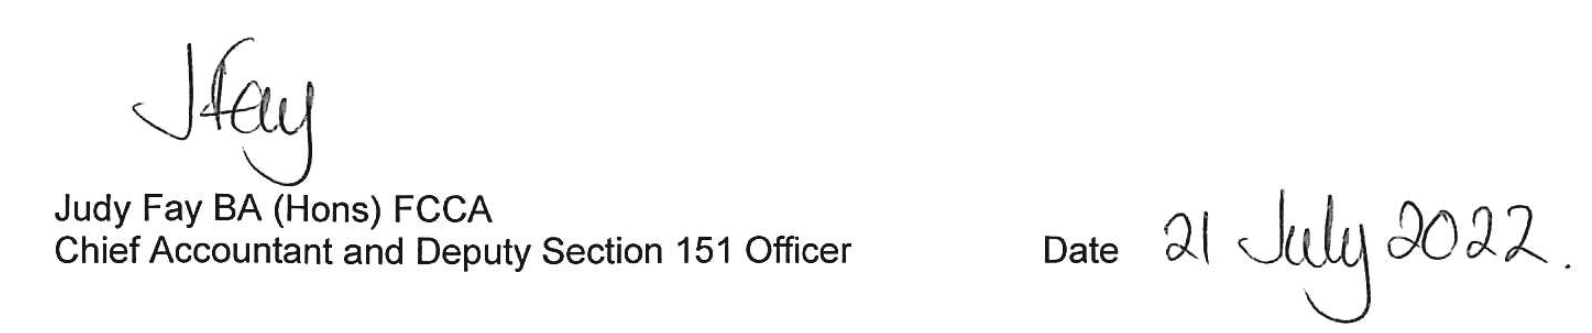 JFay
Judy Fay BA (Hons) FCCA
Chief Accountant and Deputy Section 151 Officer
Date 21 July 2022.